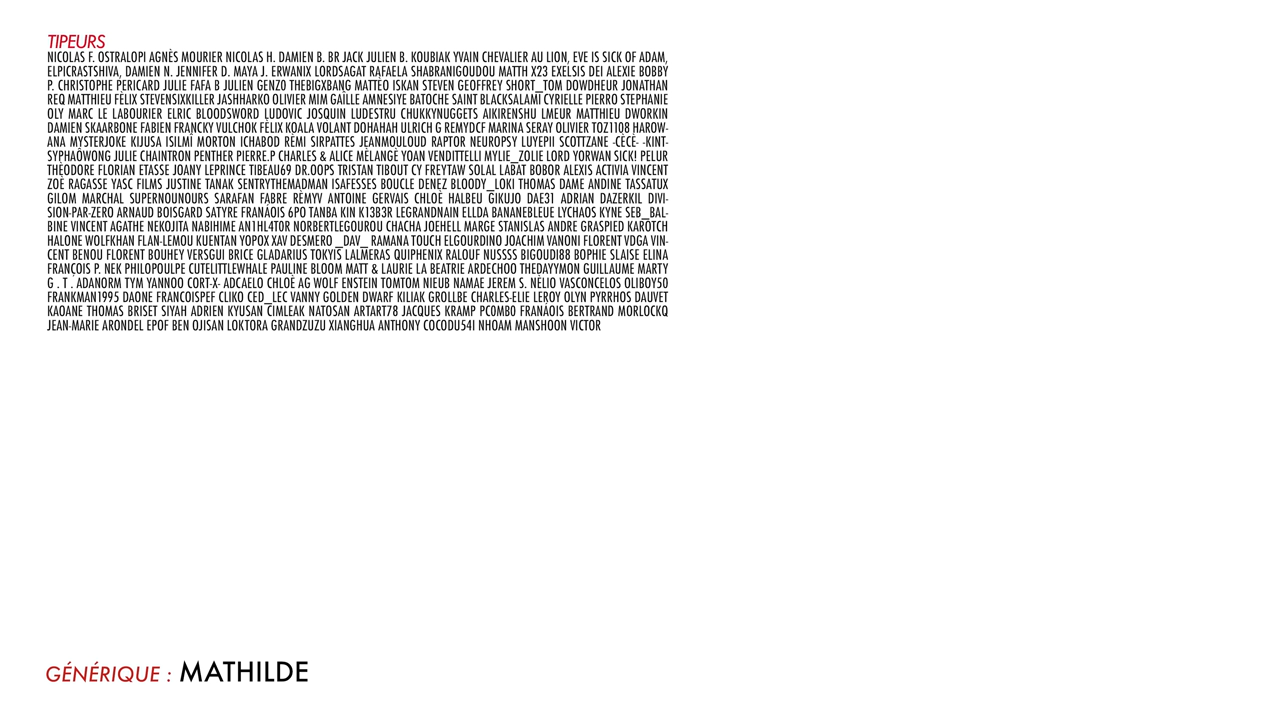 TIPEURS
NICOLAS F. OSTRALOPI AGNÈS MOURIER NICOLAS H. DAMIEN B. BR JACK JULIEN B. KOUBIAK YVAIN CHEVALIER AU LION, EVE IS SICK OF ADAM,
ELPICRASTSHIVA, DAMIEN N. JENNIFER D. MAYA J. ERWANIX LORDSAGAT RAFAELA SHABRANIGOUDOU MATTH X23 EXELSIS DEI ALEXIE BOBBY
P. CHRISTOPHE PERICARD JULIE FAFA B JULIEN GENZO THEBIGXBANG MATTÉO ISKAN STEVEN GEOFFREY SHORT_TOM DOWDHEUR JONATHAN
REQ MATTHIEU FÉLIX STEVENSIXKILLER JASHHARKO OLIVIER MIM GAÏLLE AMNESIYE BATOCHE SAINT BLACKSALAMI CYRIELLE PIERRO STEPHANIE
OLY MARC LE LABOURIER ELRIC BLOODSWORD LUDOVIC JOSQUIN LUDESTRU CHUKKYNUGGETS AIKIRENSHU LMEUR MATTHIEU DWORKIN
DAMIEN SKAARBONE FABIEN FRANCKY VULCHOK FÉLIX KOALA VOLANT DOHAHAH ULRICH G REMYDCF MARINA SERAY OLIVIER TOZ1108 HAROW-
ANA MYSTERJOKE KIJUSA ISILMÏ MORTON ICHABOD RÉMI SIRPATTES JEANMOULOUD RAPTOR NEUROPSY LUYEPII SCOTTZANE -CÉCÉ- -KINT-
SYPHAÔWONG JULIE CHAINTRON PENTHER PIERRE.P CHARLES & ALICE MÉLANGÉ YOAN VENDITTELLI MYLIE_ZOLIE LORD YORWAN SICK! PELUR
THÉODORE FLORIAN ETASSE JOANY LEPRINCE TIBEAU69 DR.OOPS TRISTAN TIBOUT CY FREYTAW SOLAL LABAT BOBOR ALEXIS ACTIVIA VINCENT
ZOÉ RAGASSE YASC FILMS JUSTINE TANAK SENTRYTHEMADMAN ISAFESSES BOUCLE DENEZ BLOODY_LOKI THOMAS DAME ANDINE TASSATUX
GILOM MARCHAL SUPERNOUNOURS SARAFAN FABRE RÉMYV ANTOINE GERVAIS CHLOÉ HALBEU GIKUJO DAE31 ADRIAN DAZERKIL DIVI-
SION-PAR-ZERO ARNAUD BOISGARD SATYRE FRANÁOIS 6PO TANBA KIN K13B3R LEGRANDNAIN ELLDA BANANEBLEUE LYCHAOS KYNE SEB_BAL-
BINE VINCENT AGATHE NEKOJITA NABIHIME AN1HL4TOR NORBERTLEGOUROU CHACHA JOEHELL MARGE STANISLAS ANDRE GRASPIED KAROTCH
HALONE WOLFKHAN FLAN-LEMOU KUENTAN YOPOX XAV DESMERO _DAV_ RAMANA TOUCH ELGOURDINO JOACHIM VANONI FLORENT VDGA VIN-
CENT BENOU FLORENT BOUHEY VERSGUI BRICE GLADARIUS TOKYIS LALMERAS QUIPHENIX RALOUF NUSSSS BIGOUDI88 BOPHIE SLAISE ELINA
FRANÇOIS P. NEK PHILOPOULPE CUTELITTLEWHALE PAULINE BLOOM MATT & LAURIE LA BEATRIE ARDECHOO THEDAYYMON GUILLAUME MARTY
G . T . ADANORM TYM YANNOO CORT-X- ADCAELO CHLOÉ AG WOLF ENSTEIN TOMTOM NIEUB NAMAE JEREM S. NÉLIO VASCONCELOS OLIBOY50
FRANKMAN1995 DAONE FRANCOISPEF CLIKO CED_LEC VANNY GOLDEN DWARF KILIAK GROLLBE CHARLES-ELIE LEROY OLYN PYRRHOS DAUVET
KAOANE THOMAS BRISET SIYAH ADRIEN KYUSAN CIMLEAK NATOSAN ARTART78 JACQUES KRAMP PCOMBO FRANÁOIS BERTRAND MORLOCKQ
JEAN-MARIE ARONDEL EPOF BEN OJISAN LOKTORA GRANDZUZU XIANGHUA ANTHONY COCODU54I NHOAM MANSHOON VICTOR
GÉNÉRIQUE : MATHILDE